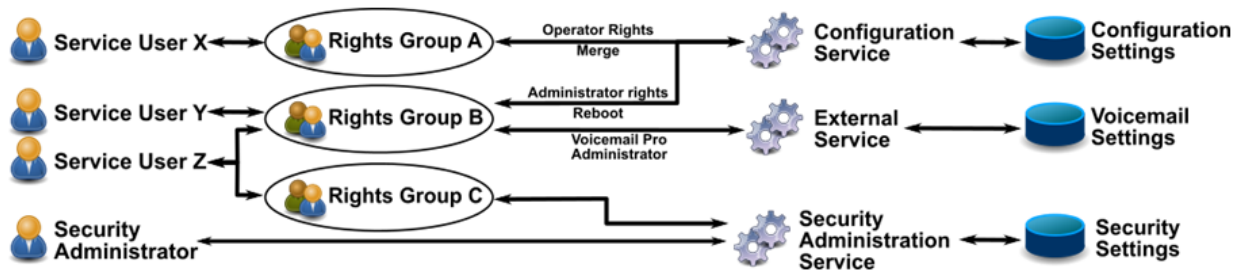 Service User X
Rights Group A
Operator Rights
Merge
Configuration
Service
Configuration
Settings
Service User Y
Rights Group B
Administrator rights
Reboot
Voicemail Pro
Administrator
External
Service
Voicemail
Settings
Service User Z
Rights Group C
Security
Administrator
Security
Administration
Service
Security
Settings